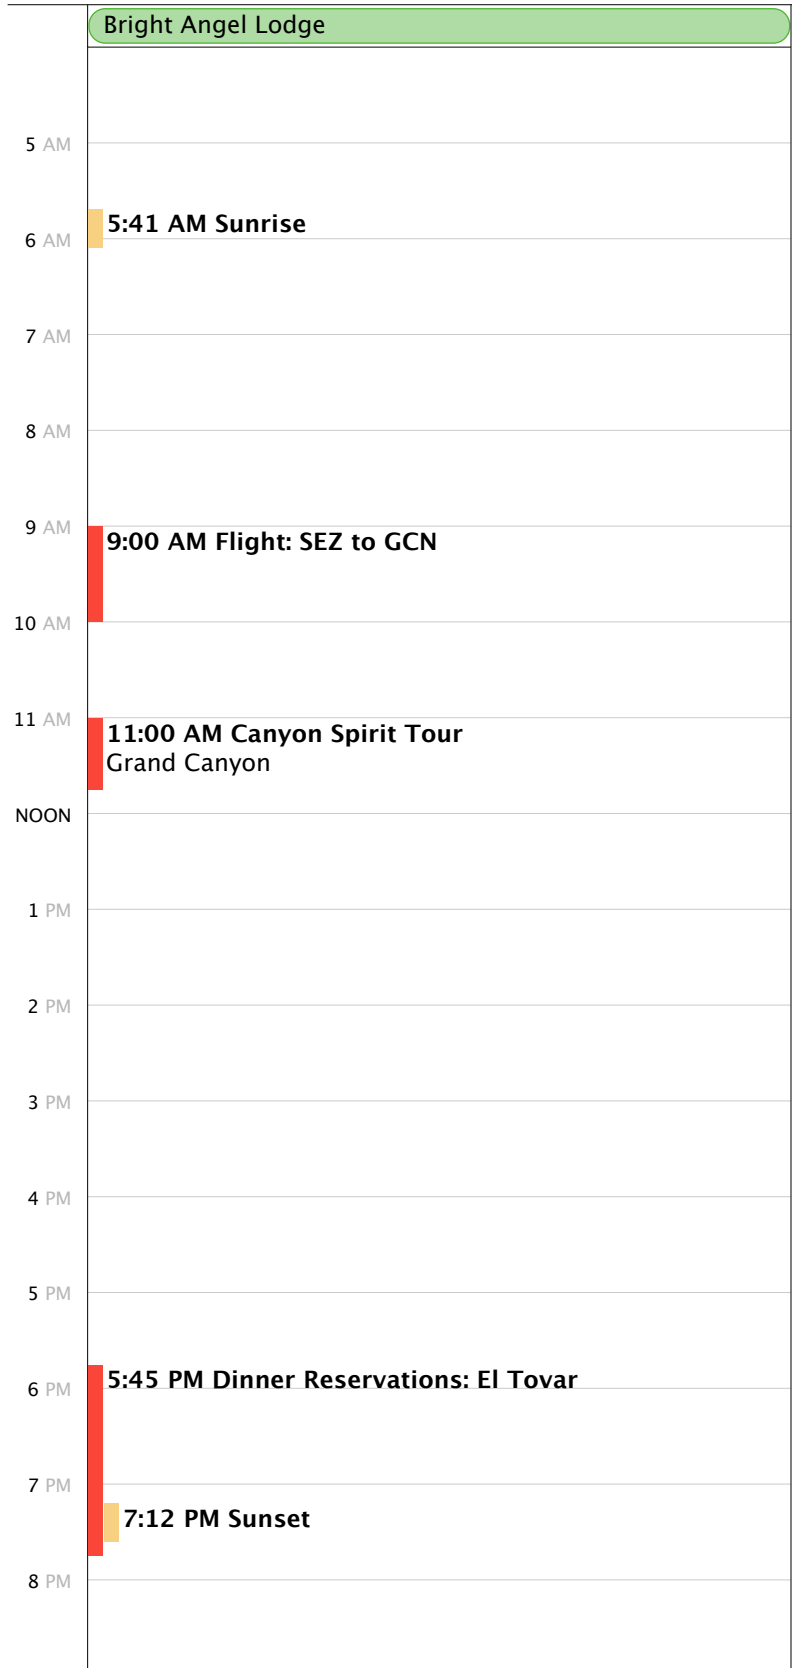 Bright Angel Lodge
5 AM
5:41 AM Sunrise
6 AM
7 AM
8 AM
9 AM
9:00 AM Flight: SEZ to GCN
10 AM
11 AM
11:00 AM Canyon Spirit Tour
Grand Canyon
NOON
1 PM
2 PM
3 PM
4 PM
5 PM
5:45 PM Dinner Reservations: El Tovar
6 PM
7 PM
7:12 PM Sunset
8 PM